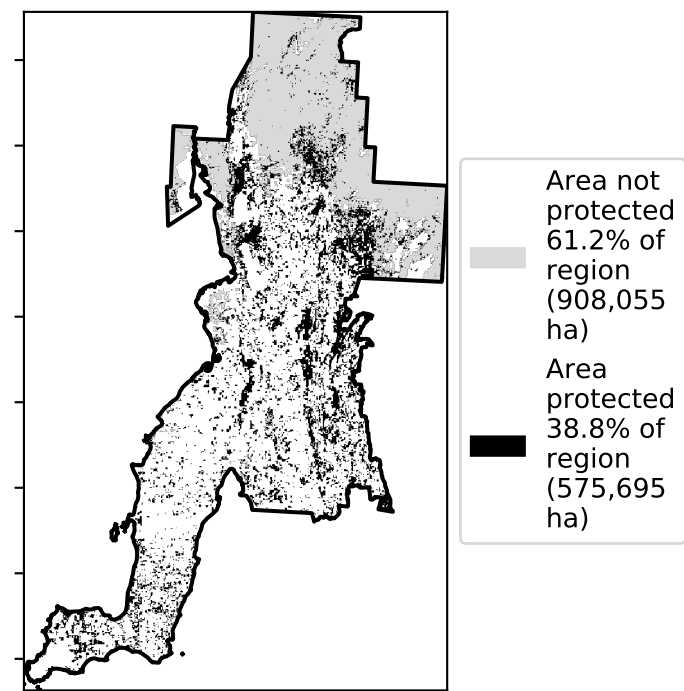 Area not
protected
61.2% of
region
(908,055
ha)
Area
protected
38.8% of
region
(575,695
ha)